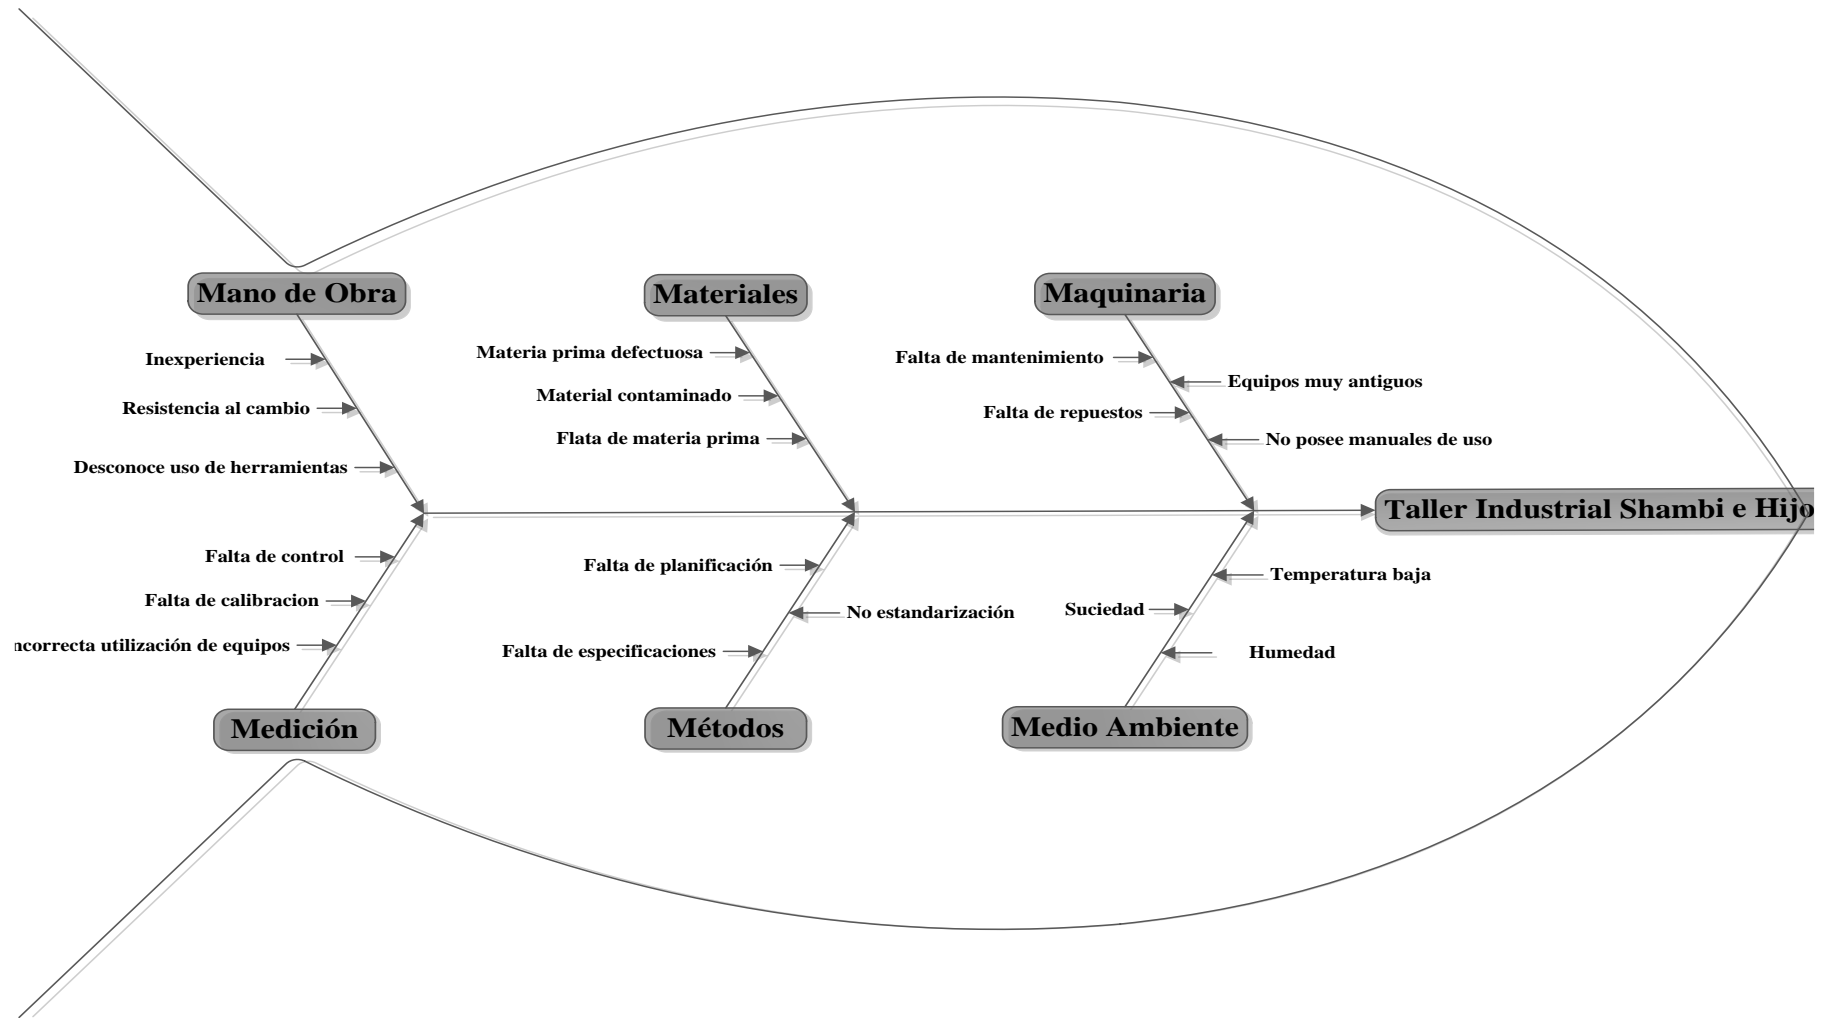 Mano de Obra
Materiales
Maquinaria
Inexperiencia
Resistencia al cambio
Desconoce uso de herramientas
Materia prima defectuosa
Material contaminado
Flata de materia prima
Falta de mantenimiento
Equipos muy antiguos
Falta de repuestos
No posee manuales de uso
Taller Industrial Shambi e Hijo
Falta de control
Falta de calibracion
ncorrecta utilización de equipos
Falta de planificación
No estandarización
Falta de especificaciones
Temperatura baja
Suciedad
Humedad
Medición
Métodos
Medio Ambiente